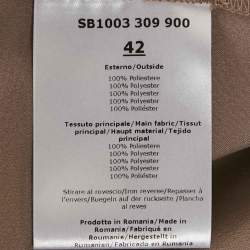 SB1003 309 900
42
Esterno/Outside
100% Poliestere
100% Polyester
100% Polyester
100% Polyester
100% Poliéster
Tessuto principale/Main fabric/Tissut
principal/Haupt material/Tejido
principal
100% Poliestere
100% Polyester
100% Polyester
100% Polyester
100% Poliéster
Stirare al rovescio/Iron reverse/Repasser à
l'envers/Buegeln auf der rückseite/Plancha
al reves
Prodotto in Romania/Made in
Romania/Fabriqué en
Roumanie/Hergestellt in
Rumanien/Fabricado en Rumania